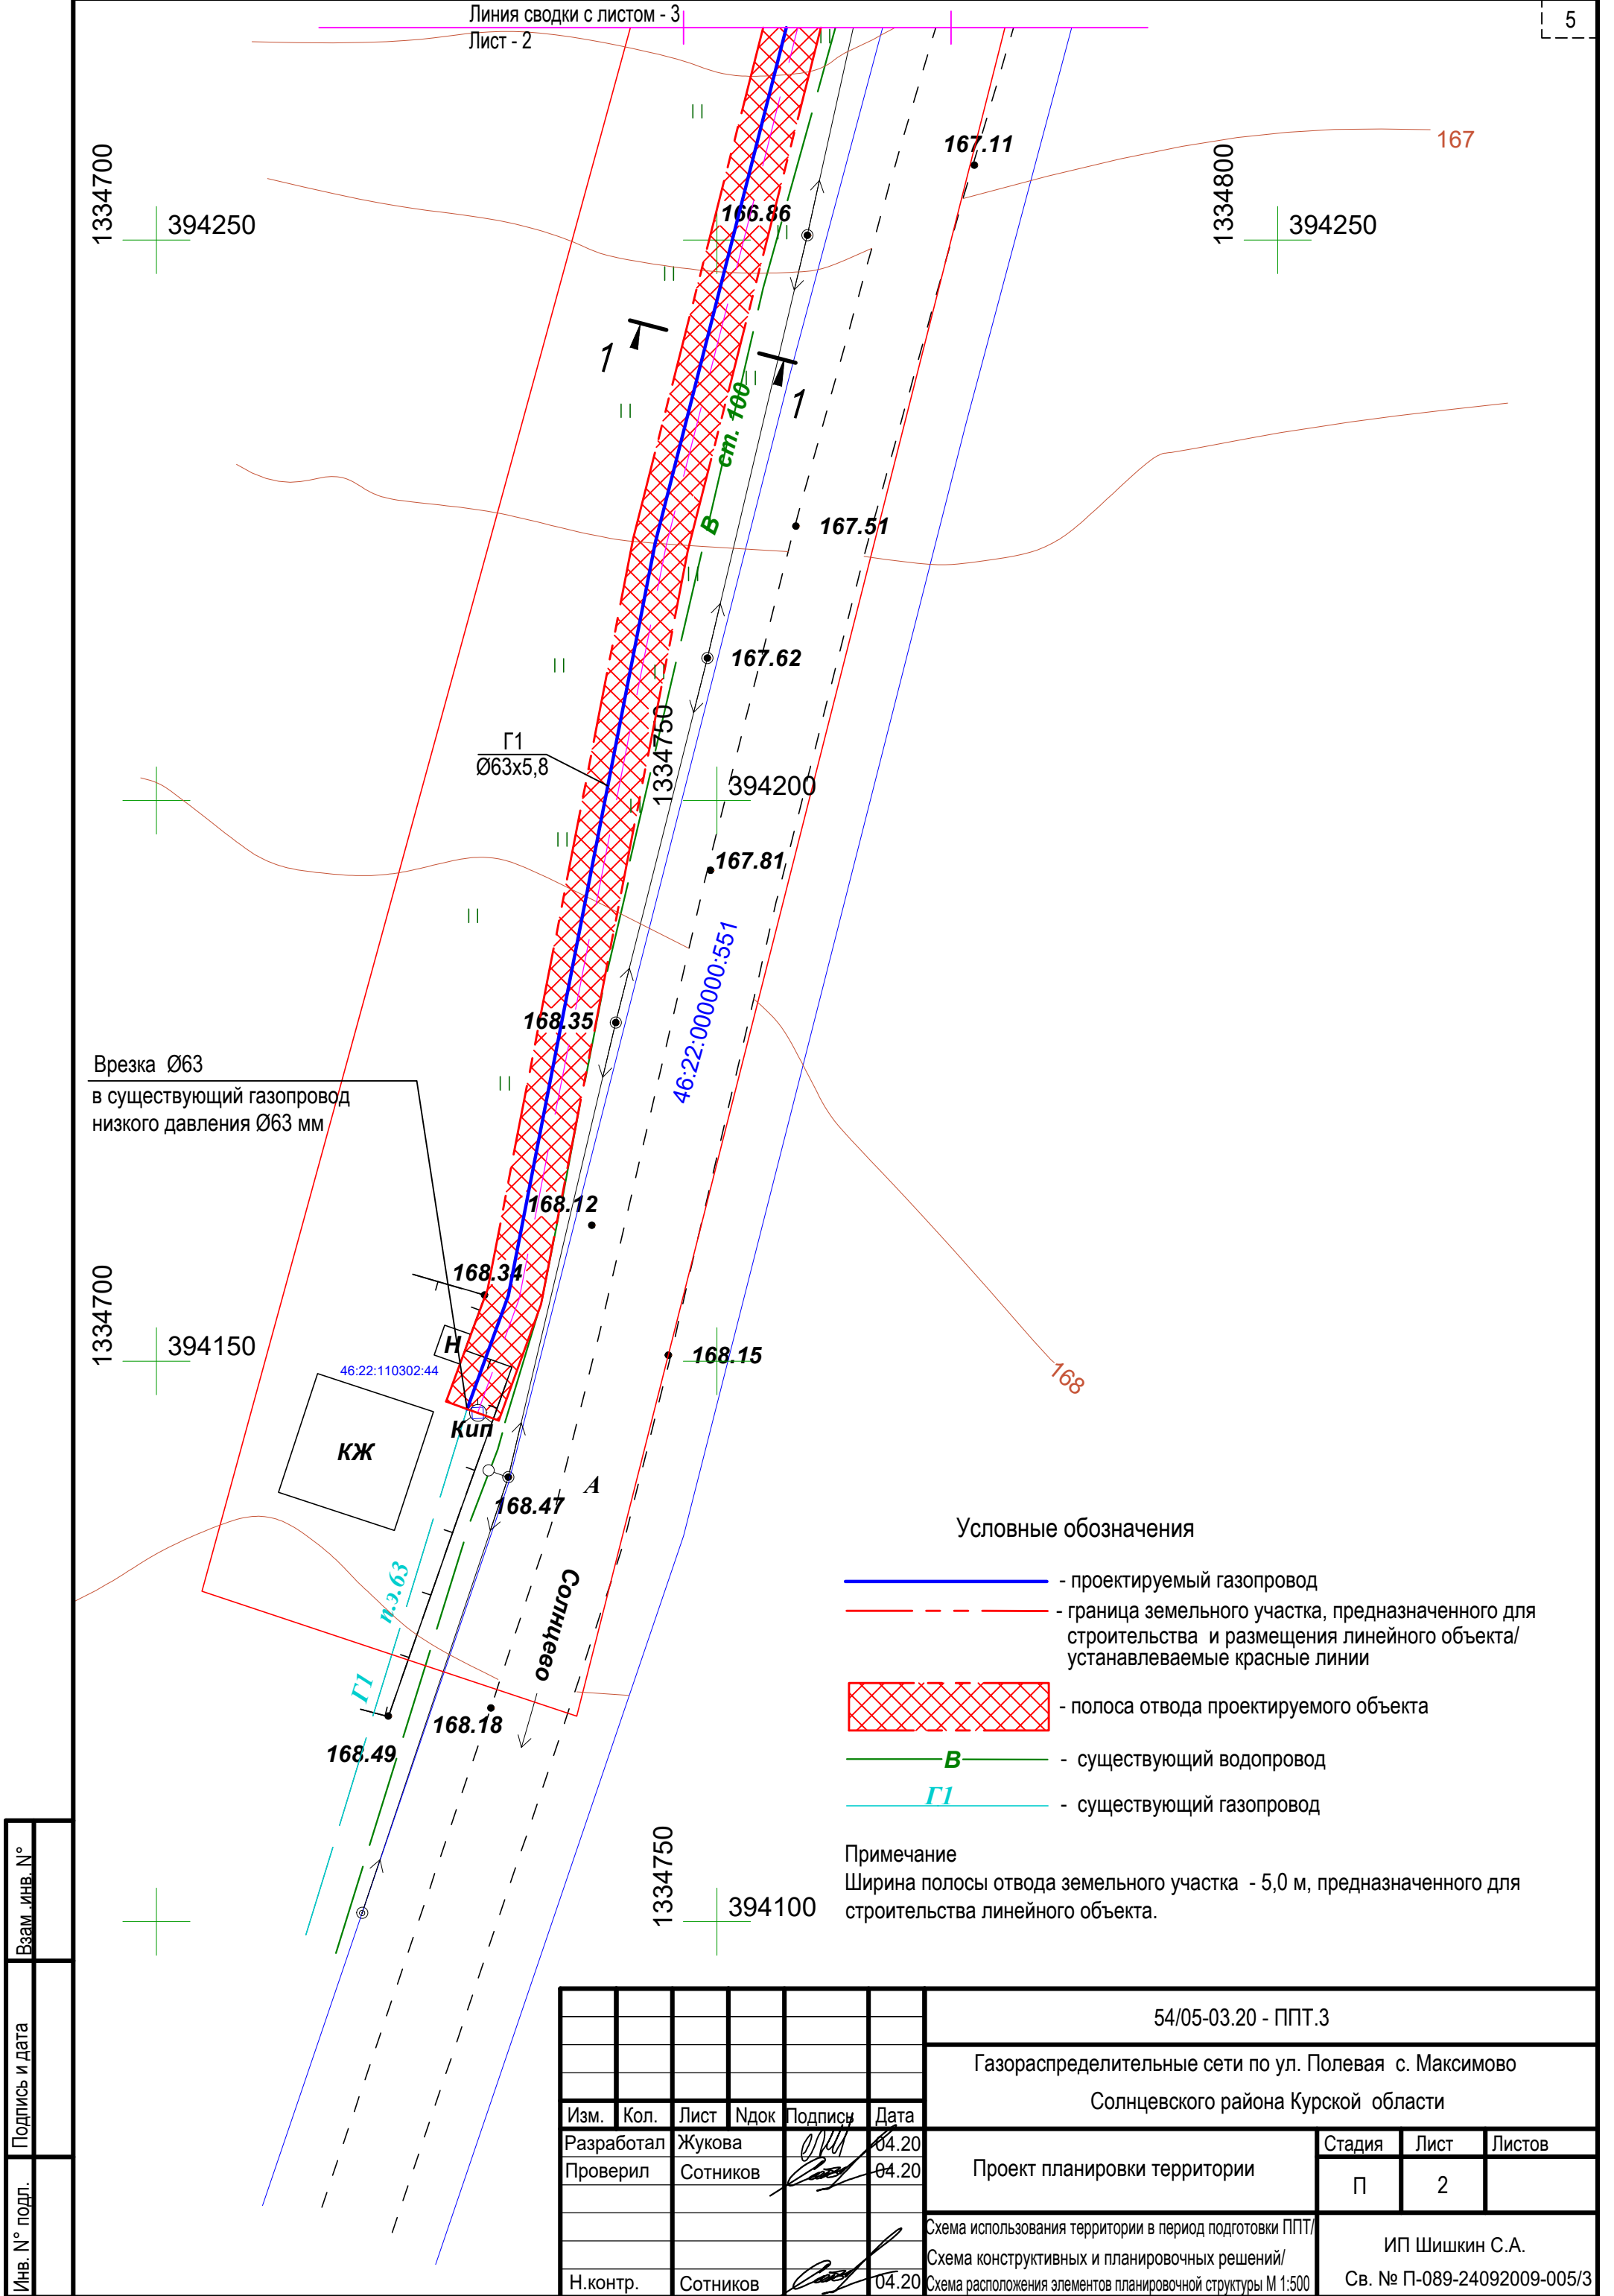 Линия сводки с листом - 3
Лист - 2
5
1334700
394250
1334800
394250
167
167.11
166.86
1
1
ст. 100
В
167.51
167.62
Г1
Ø63х5,8
1334750
394200
167.81
46:22:000000:551
168.35
Врезка Ø63
в существующий газопровод
низкого давления Ø63 мм
168.12
168.34
1334700
394150
Н
46:22:110302:44
168.15
168
Кип
КЖ
168.47
А
Солнцево
п.э.63
Г1
168.18
168.49
Условные обозначения
- проектируемый газопровод
- граница земельного участка, предназначенного для
строительства и размещения линейного объекта/
устанавливаемые красные линии
- полоса отвода проектируемого объекта
В
- существующий водопровод
Г1
- существующий газопровод
Примечание
Ширина полосы отвода земельного участка - 5,0 м, предназначенного для
строительства линейного объекта.
1334750
394100
Взам .инв. N°
Подпись и дата
Инв. N° подл.
54/05-03.20 - ППТ.3
Газораспределительные сети по ул. Полевая с. Максимово
Солнцевского района Курской области
Изм. Кол. Лист Nдок Подпись Дата
Разработал Жукова 04.20
Проверил Сотников 04.20
Н.контр. Сотников 04.20
Проект планировки территории
Стадия Лист Листов
П 2
Схема использования территории в период подготовки ППТ/
Схема конструктивных и планировочных решений/
Схема расположения элементов планировочной структуры М 1:500
ИП Шишкин С.А.
Св. № П-089-24092009-005/3